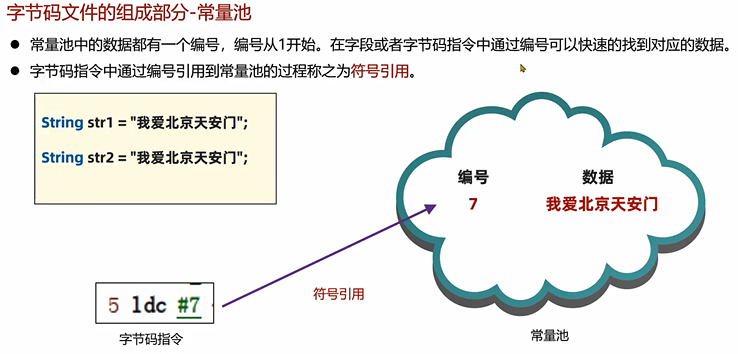 字节码文件的组成部分-常量池
● 常量池中的数据都有一个编号，编号从1开始。在字段或者字节码指令中通过编号可以快速的找到对应的数据。
● 字节码指令中通过编号引用到常量池的过程称之为符号引用。
String str1 = "我爱北京天安门";
String str2 = "我爱北京天安门";
编号 数据
7 我爱北京天安门
5 ldc #7
符号引用
字节码指令
常量池